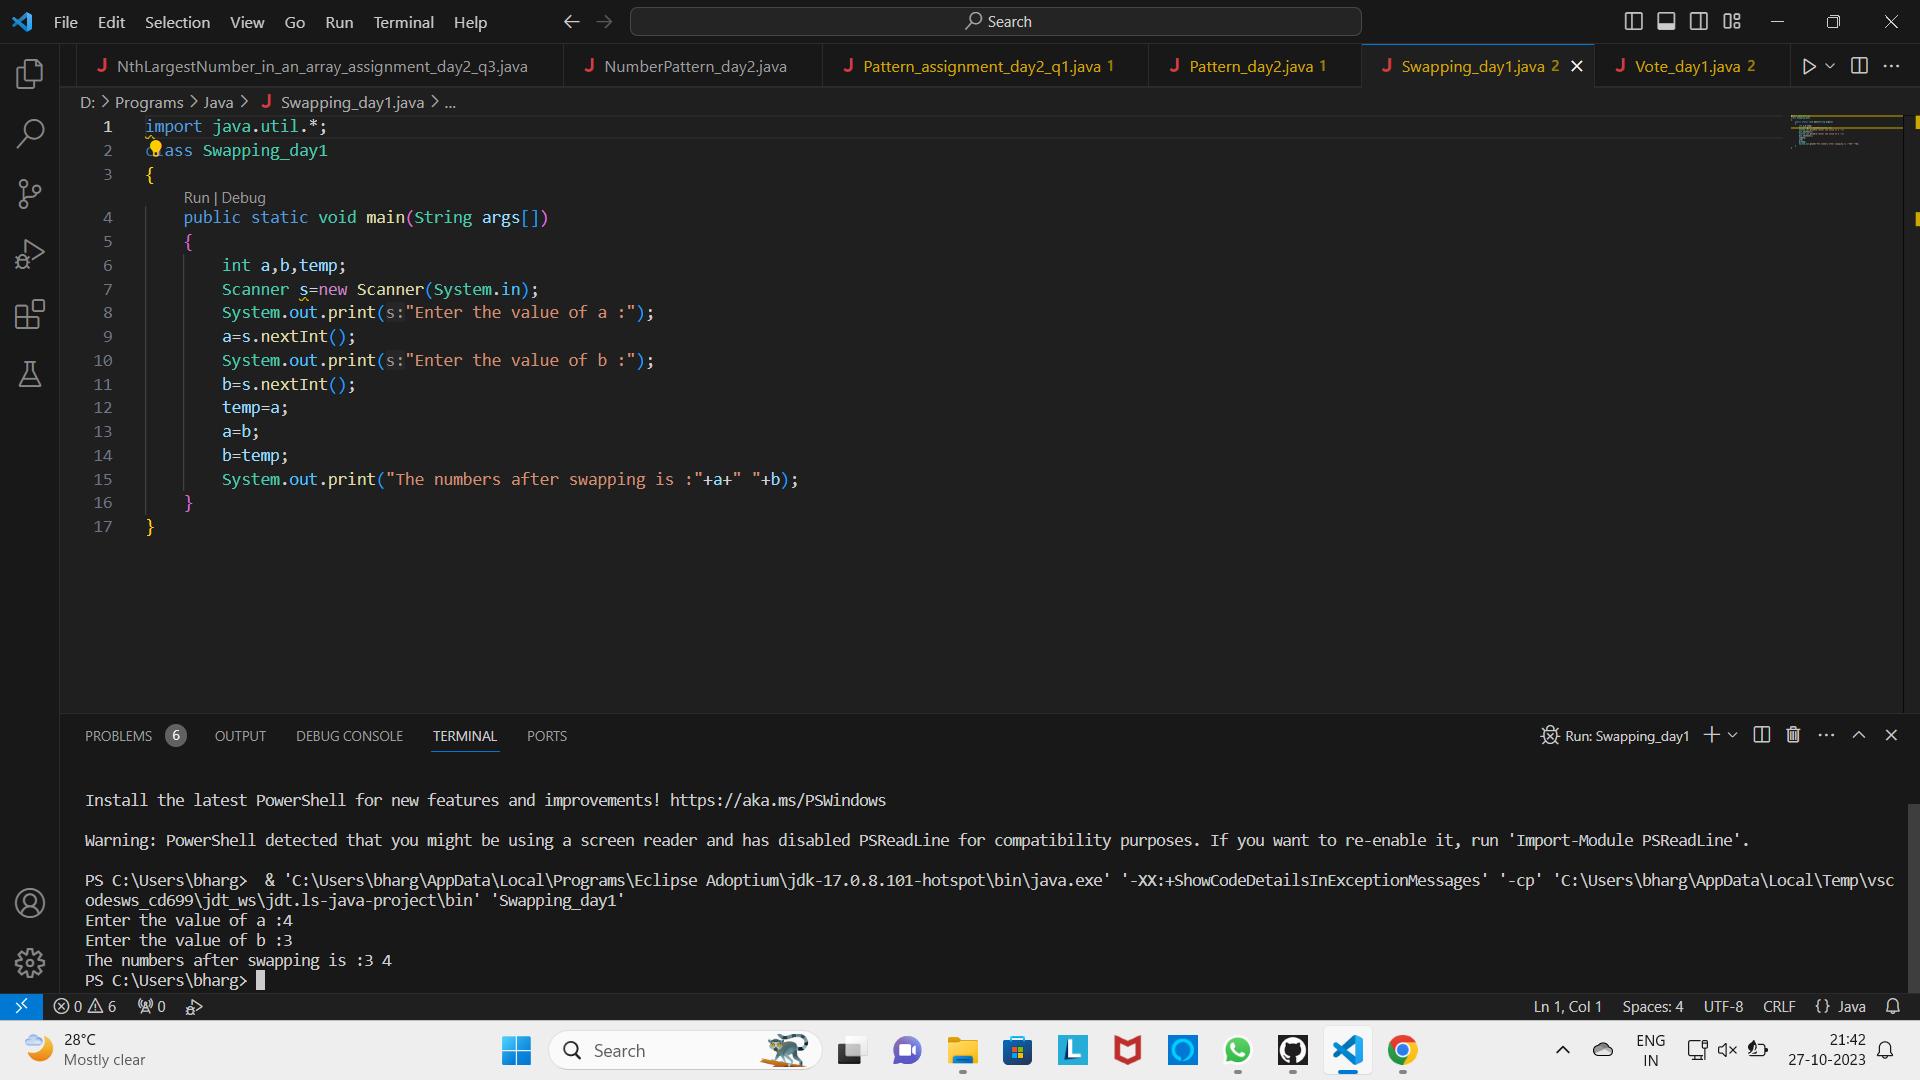 File Edit Selection View Go Run Terminal Help Search
J NthLargestNumber_in_an_array_assignment_day2_q3.java J NumberPattern_day2.java J Pattern_assignment_day2_q1.java 1 J Pattern_day2.java 1 J Swapping_day1.java 2 J Vote_day1.java 2
D: > Programs > Java > J Swapping_day1.java > ...
1 import java.util.*;
2 class Swapping_day1
3 {
Run | Debug
4 public static void main(String args[])
5 {
6 int a,b,temp;
7 Scanner s=new Scanner(System.in);
8 System.out.print(s:"Enter the value of a :");
9 a=s.nextInt();
10 System.out.print(s:"Enter the value of b :");
11 b=s.nextInt();
12 temp=a;
13 a=b;
14 b=temp;
15 System.out.print("The numbers after swapping is :"+a+" "+b);
16 }
17 }
PROBLEMS 6 OUTPUT DEBUG CONSOLE TERMINAL PORTS Run: Swapping_day1
Install the latest PowerShell for new features and improvements! https://aka.ms/PSWindows
Warning: PowerShell detected that you might be using a screen reader and has disabled PSReadLine for compatibility purposes. If you want to re-enable it, run 'Import-Module PSReadLine'.
PS C:\Users\bharg>  & 'C:\Users\bharg\AppData\Local\Programs\Eclipse Adoptium\jdk-17.0.8.101-hotspot\bin\java.exe' '-XX:+ShowCodeDetailsInExceptionMessages' '-cp' 'C:\Users\bharg\AppData\Local\Temp\vsc
odesws_cd699\jdt_ws\jdt.ls-java-project\bin' 'Swapping_day1'
Enter the value of a :4
Enter the value of b :3
The numbers after swapping is :3 4
PS C:\Users\bharg>
0 6 0 Ln 1, Col 1 Spaces: 4 UTF-8 CRLF {} Java
28°C
Mostly clear
Search
L
ENG
IN
21:42
27-10-2023